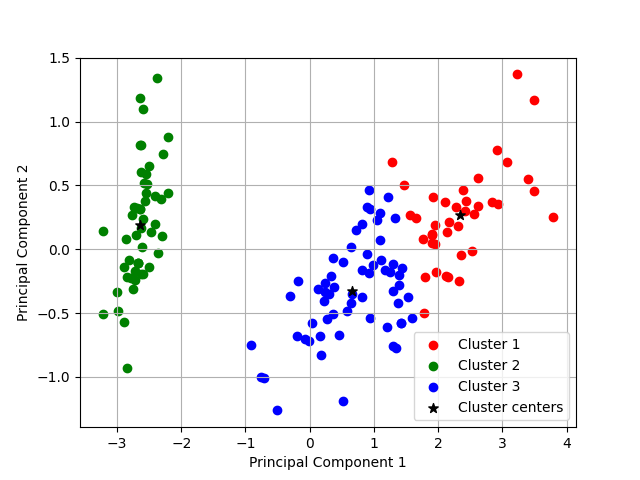 1.5
1.0
0.5
0.0
−0.5
−1.0
Principal Component 2
−3
−2
−1
0
1
2
3
4
Principal Component 1
Cluster 1
Cluster 2
Cluster 3
Cluster centers